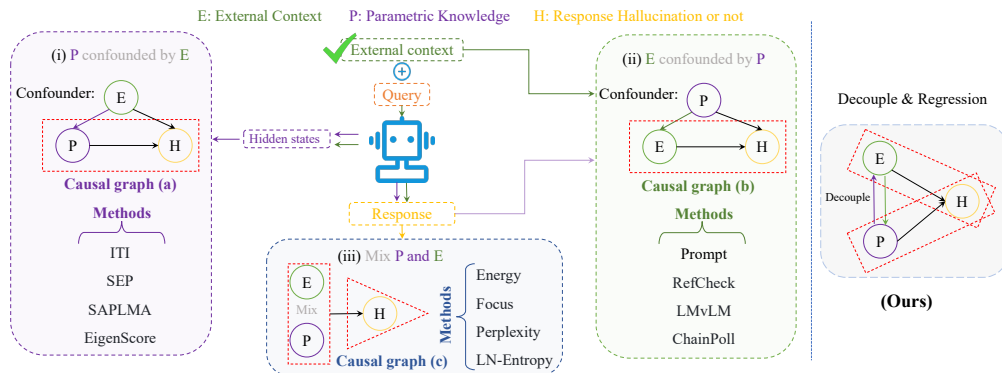 E: External Context P: Parametric Knowledge H: Response Hallucination or not
(i) P confounded by E
Confounder:
E
P
H
Causal graph (a)
Methods
ITI
SEP
SAPLMA
EigenScore
External context
Query
Hidden states
Response
(iii) Mix P and E
E
Mix
P
H
Causal graph (c)
Methods
Energy
Focus
Perplexity
LN-Entropy
(ii) E confounded by P
Confounder:
P
E
H
Causal graph (b)
Methods
Prompt
RefCheck
LMvLM
ChainPoll
Decouple & Regression
E
Decouple
H
P
(Ours)